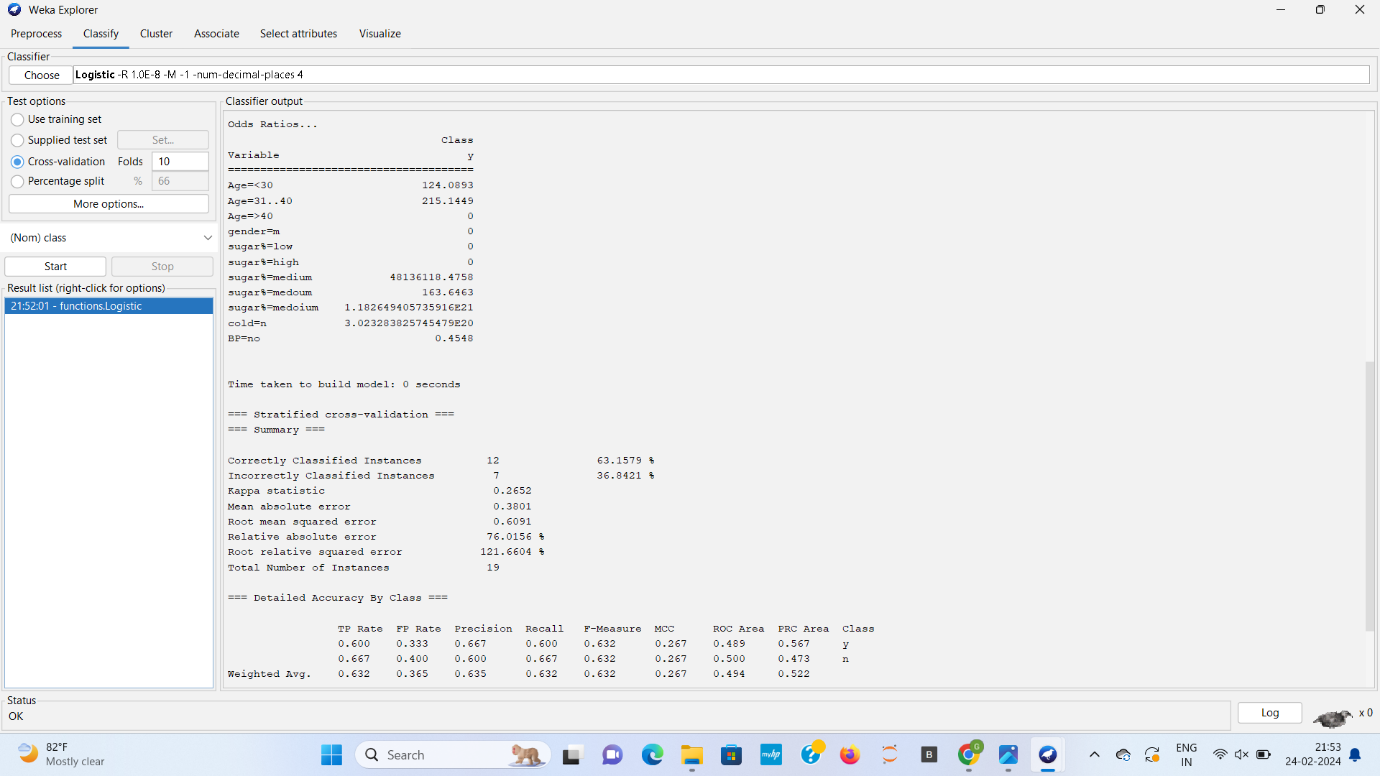 Weka Explorer
Preprocess Classify Cluster Associate Select attributes Visualize
Classifier
Choose Logistic -R 1.0E-8 -M -1 -num-decimal-places 4
Test options
Use training set
Supplied test set Set...
Cross-validation Folds 10
Percentage split % 66
More options...
(Nom) class
Start Stop
Result list (right-click for options)
21:52:01 - functions.Logistic
Classifier output
Odds Ratios...
Class
Variable y
=======================================
Age=<30 124.0893
Age=31..40 215.1449
Age=>40 0
gender=m 0
sugar%=low 0
sugar%=high 0
sugar%=medium 48136118.4758
sugar%=medoum 163.6463
sugar%=medoium 1.182649405735916E21
cold=n 3.023283825745479E20
BP=no 0.4548
Time taken to build model: 0 seconds
=== Stratified cross-validation ===
=== Summary ===
Correctly Classified Instances 12 63.1579 %
Incorrectly Classified Instances 7 36.8421 %
Kappa statistic 0.2652
Mean absolute error 0.3801
Root mean squared error 0.6091
Relative absolute error 76.0156 %
Root relative squared error 121.6604 %
Total Number of Instances 19
=== Detailed Accuracy By Class ===
TP Rate FP Rate Precision Recall F-Measure MCC ROC Area PRC Area Class
0.600 0.333 0.667 0.600 0.632 0.267 0.489 0.567 y
0.667 0.400 0.600 0.667 0.632 0.267 0.500 0.473 n
Weighted Avg. 0.632 0.365 0.635 0.632 0.632 0.267 0.494 0.522
Status
OK
Log
x 0
82°F
Mostly clear
Search
ENG
IN
21:53
24-02-2024